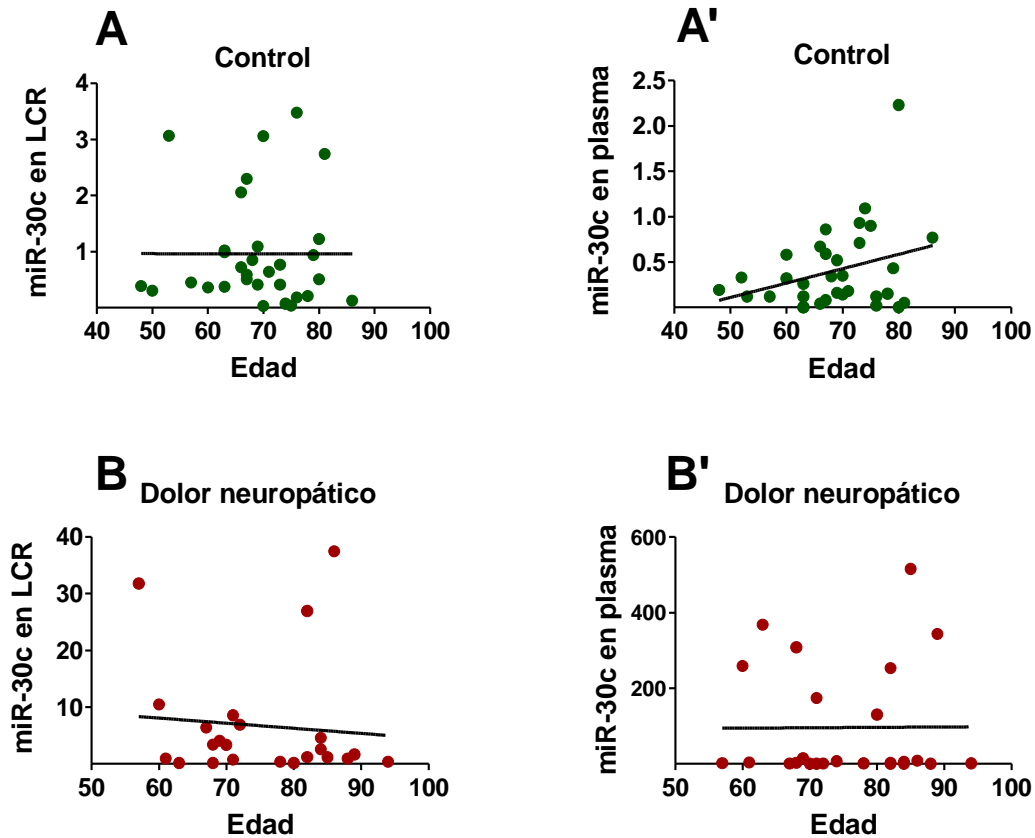 A
Control
miR-30c en LCR
4
3
2
1
40 50 60 70 80 90 100
Edad
A'
Control
miR-30c en plasma
2.5
2.0
1.5
1.0
0.5
40 50 60 70 80 90 100
Edad
B
Dolor neuropático
miR-30c en LCR
40
30
20
10
50 60 70 80 90 100
Edad
B'
Dolor neuropático
miR-30c en plasma
600
400
200
50 60 70 80 90 100
Edad